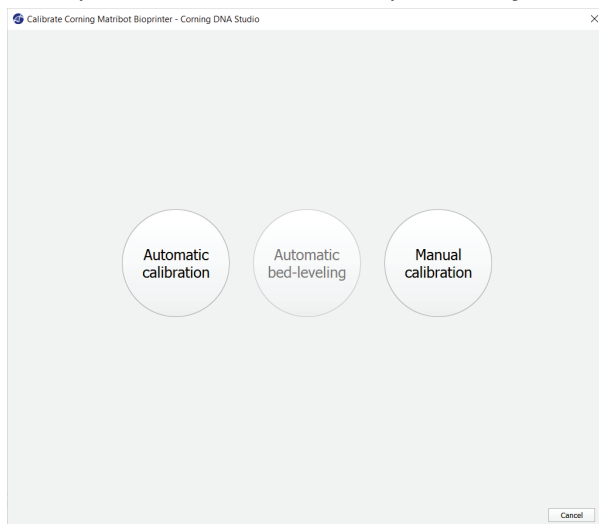 Calibrate Corning Matribot Bioprinter - Corning DNA Studio
Automatic
calibration
Automatic
bed-leveling
Manual
calibration
Cancel